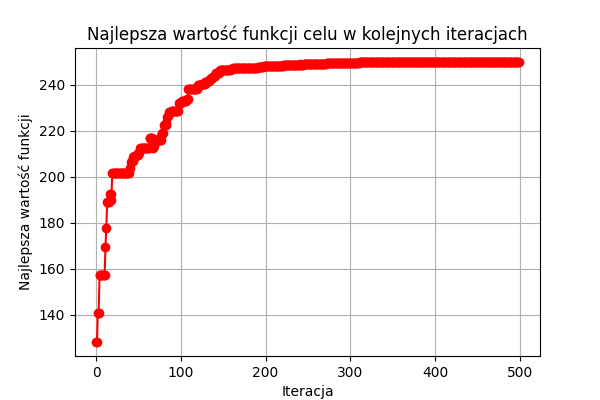 Najlepsza wartość funkcji celu w kolejnych iteracjach
Najlepsza wartość funkcji
240
220
200
180
160
140
0 100 200 300 400 500
Iteracja